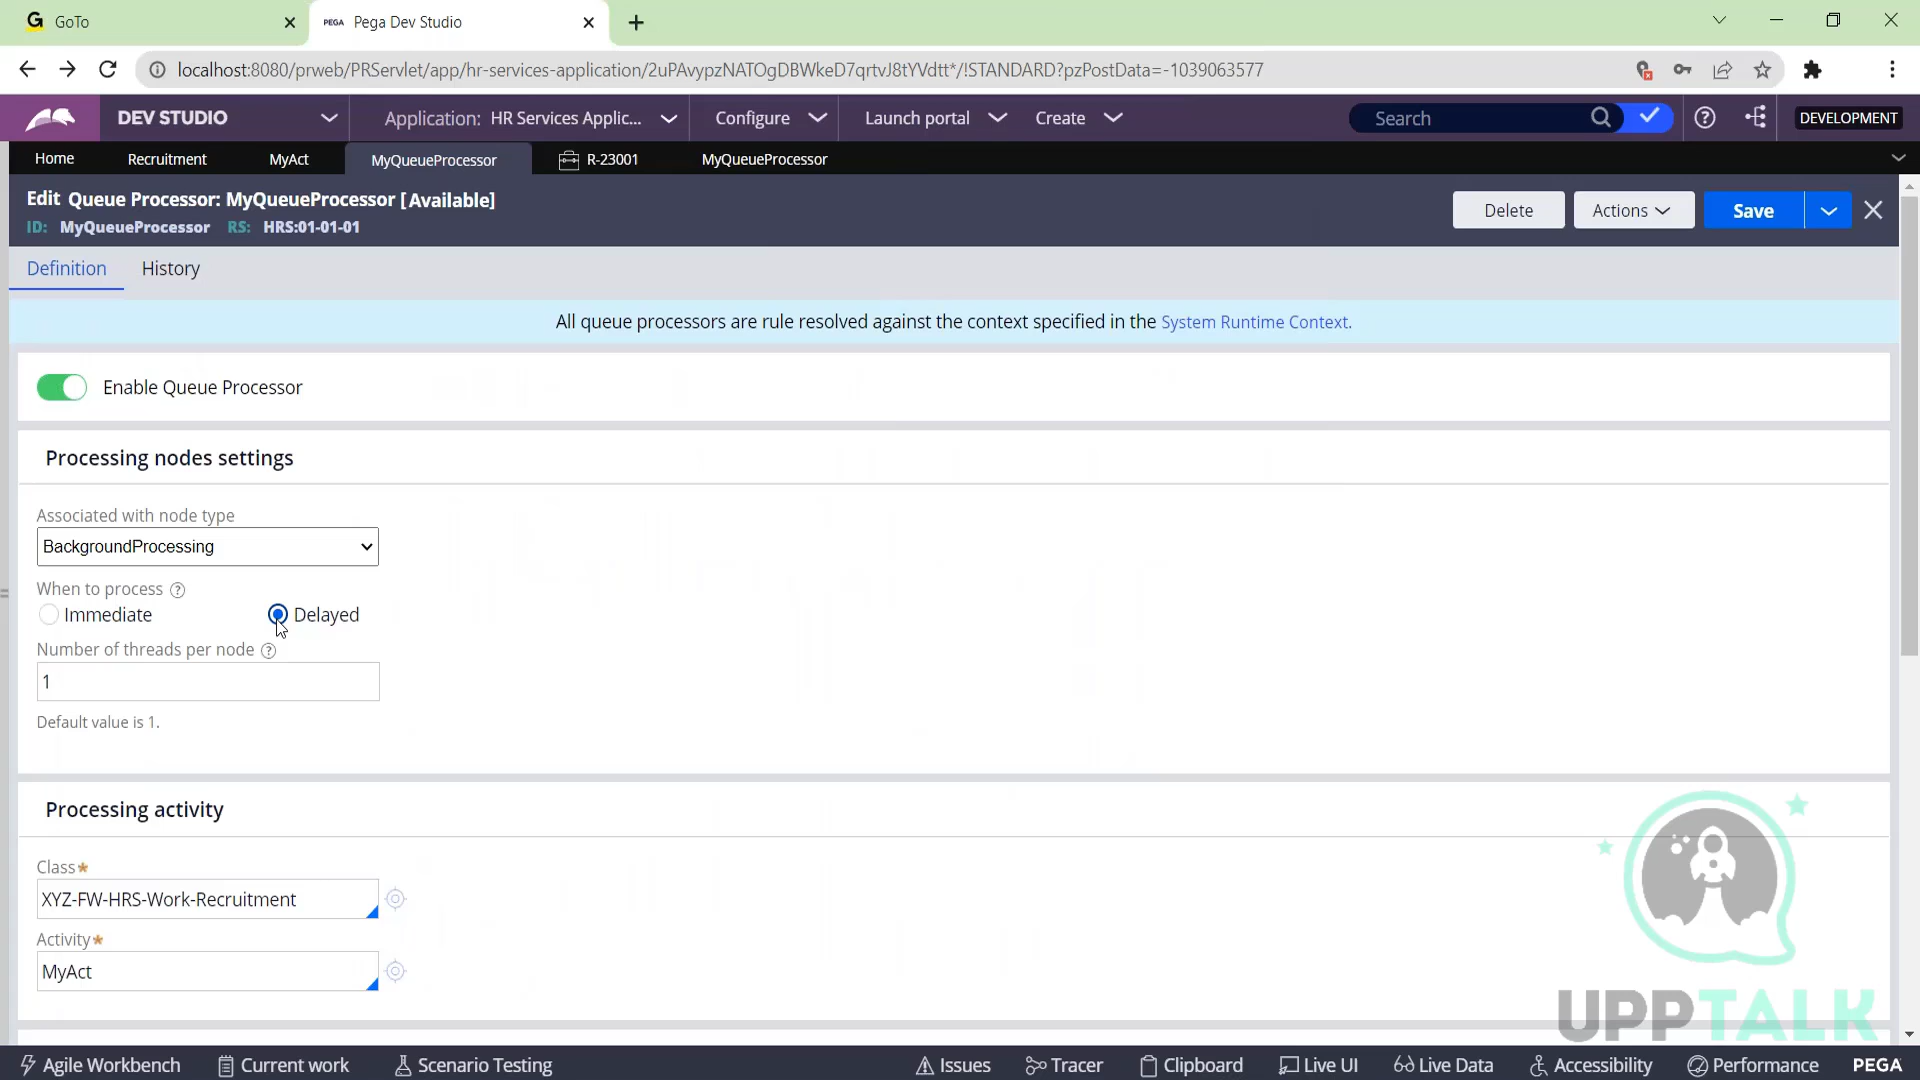 GoTo
PEGA Pega Dev Studio
localhost:8080/prweb/PRServlet/app/hr-services-application/2uPAvypzNATOgDBWkeD7qrtvJ8tYVdtt*/!STANDARD?pzPostData=-1039063577
DEV STUDIO Application: HR Services Applic... Configure Launch portal Create Search DEVELOPMENT
Home Recruitment MyAct MyQueueProcessor R-23001 MyQueueProcessor
Edit Queue Processor: MyQueueProcessor [Available]
ID: MyQueueProcessor RS: HRS:01-01-01
Delete Actions Save
Definition History
All queue processors are rule resolved against the context specified in the System Runtime Context.
Enable Queue Processor
Processing nodes settings
Associated with node type
BackgroundProcessing
When to process
Immediate Delayed
Number of threads per node
1
Default value is 1.
Processing activity
Class*
XYZ-FW-HRS-Work-Recruitment
Activity*
MyAct
UPPTALK
Agile Workbench Current work Scenario Testing Issues Tracer Clipboard Live UI Live Data Accessibility Performance PEGA